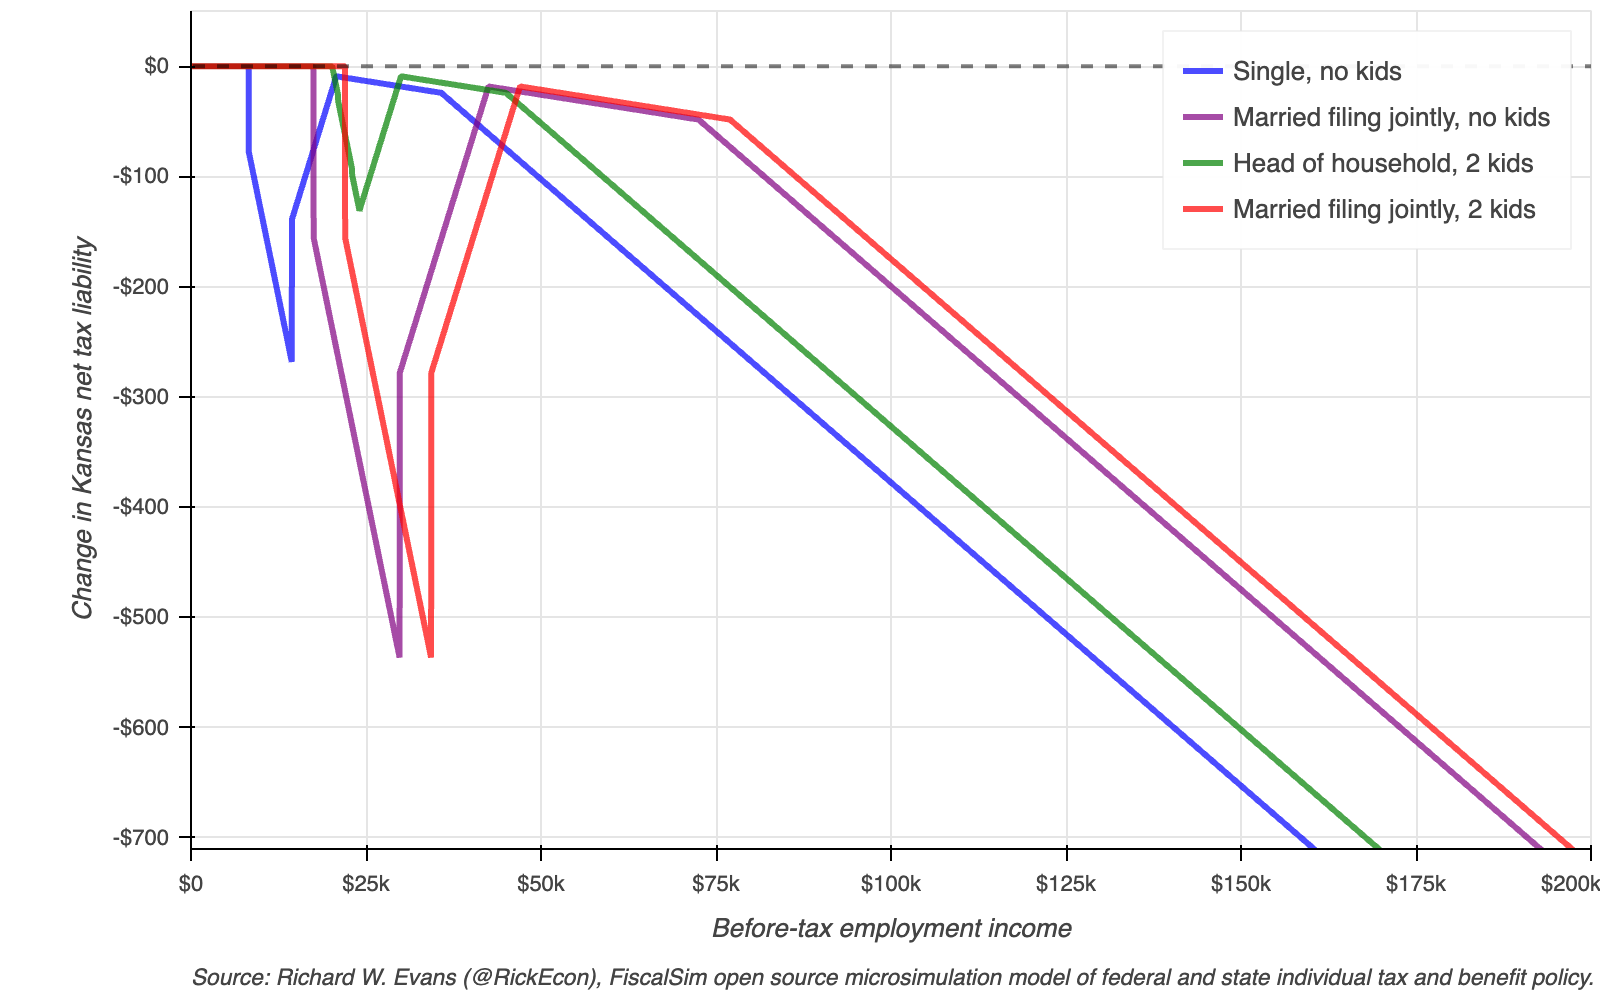 $0
-$100
-$200
-$300
-$400
-$500
-$600
-$700
Change in Kansas net tax liability
Single, no kids
Married filing jointly, no kids
Head of household, 2 kids
Married filing jointly, 2 kids
$0 $25k $50k $75k $100k $125k $150k $175k $200k
Before-tax employment income
Source: Richard W. Evans (@RickEcon), FiscalSim open source microsimulation model of federal and state individual tax and benefit policy.